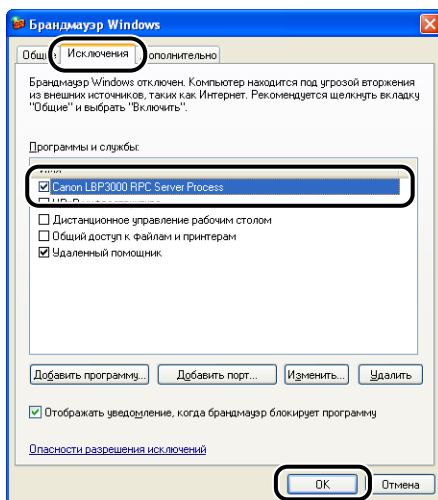 Брандмауэр Windows
Исключения
Брандмауэр Windows отключен. Компьютер находится под угрозой вторжения
из внешних источников, таких как Интернет. Рекомендуется щелкнуть вкладку
"Общие" и выбрать "Включить".
Программы и службы:
Canon LBP3000 RPC Server Process
Дистанционное управление рабочим столом
Общий доступ к файлам и принтерам
Удаленный помощник
Добавить программу... Добавить порт... Изменить... Удалить
Отображать уведомление, когда брандмауэр блокирует программу
Опасности разрешения исключений
OK Отмена